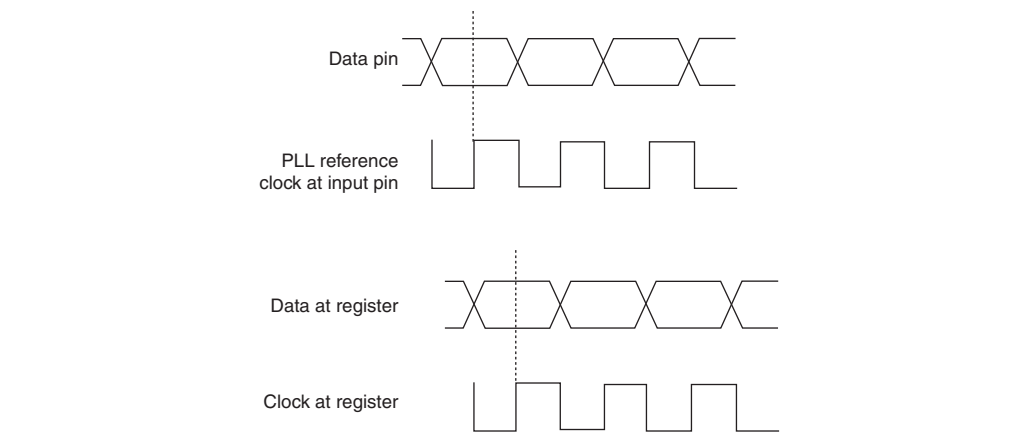 Data pin
PLL reference
clock at input pin
Data at register
Clock at register